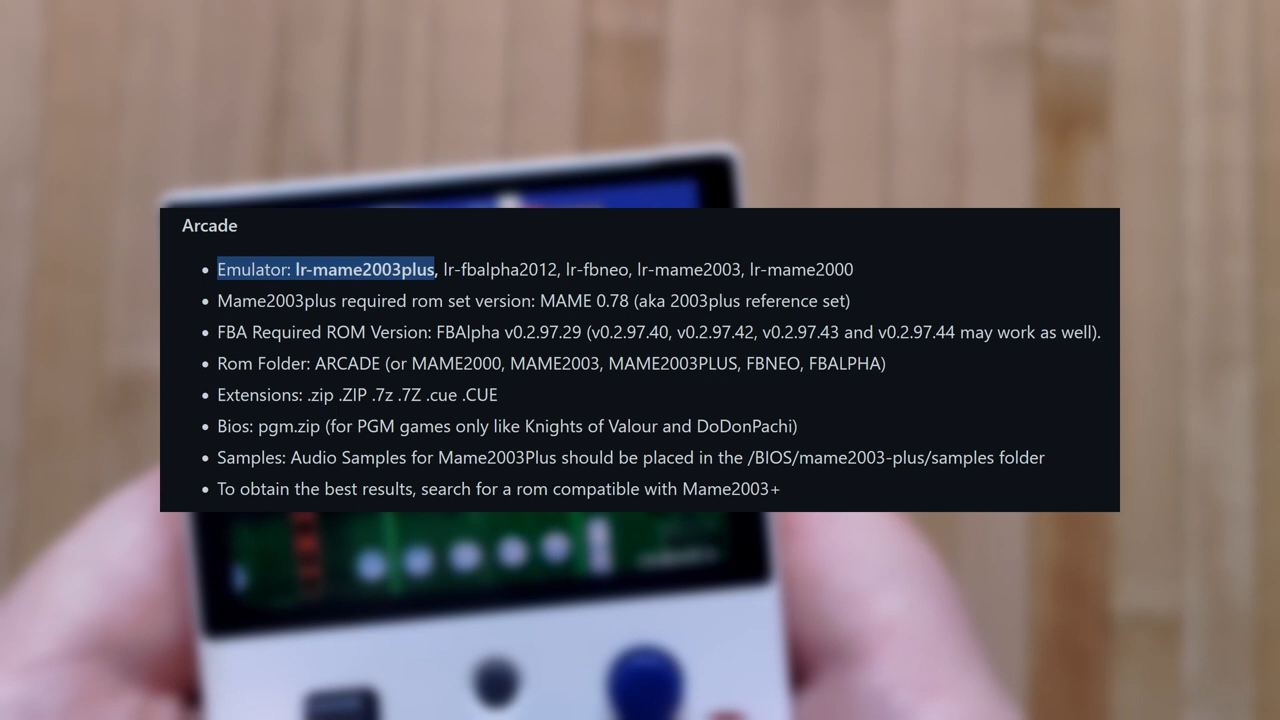 Arcade
Emulator: lr-mame2003plus, lr-fbalpha2012, lr-fbneo, lr-mame2003, lr-mame2000
Mame2003plus required rom set version: MAME 0.78 (aka 2003plus reference set)
FBA Required ROM Version: FBAlpha v0.2.97.29 (v0.2.97.40, v0.2.97.42, v0.2.97.43 and v0.2.97.44 may work as well).
Rom Folder: ARCADE (or MAME2000, MAME2003, MAME2003PLUS, FBNEO, FBALPHA)
Extensions: .zip .ZIP .7z .7Z .cue .CUE
Bios: pgm.zip (for PGM games only like Knights of Valour and DoDonPachi)
Samples: Audio Samples for Mame2003Plus should be placed in the /BIOS/mame2003-plus/samples folder
To obtain the best results, search for a rom compatible with Mame2003+